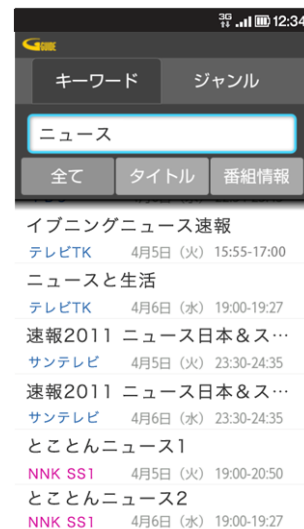 3G 12:34
G GUIDE
キーワード ジャンル
ニュース
全て タイトル 番組情報
イブニングニュース速報
テレビTK 4月5日（火） 15:55-17:00
ニュースと生活
テレビTK 4月6日（水） 19:00-19:27
速報2011 ニュース日本&ス…
サンテレビ 4月5日（火） 23:30-24:35
速報2011 ニュース日本&ス…
サンテレビ 4月6日（水） 23:30-24:35
とことんニュース1
NNK SS1 4月5日（火） 19:00-20:50
とことんニュース2
NNK SS1 4月6日（水） 19:00-19:27